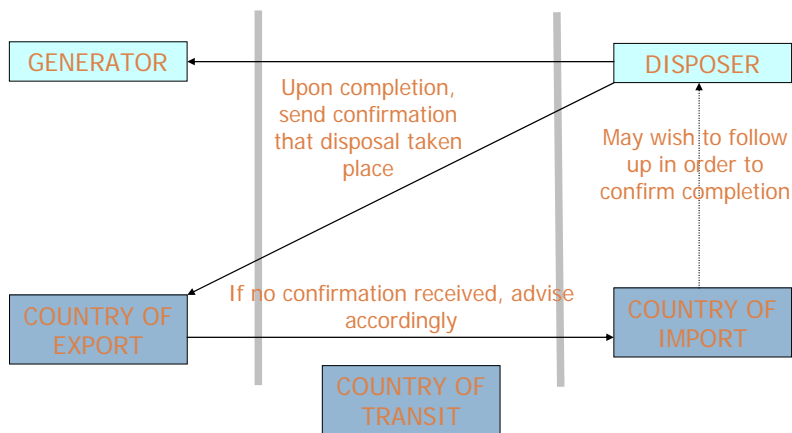 GENERATOR
DISPOSER
Upon completion,
send confirmation
that disposal taken
place
May wish to follow
up in order to
confirm completion
If no confirmation received, advise
accordingly
COUNTRY OF
EXPORT
COUNTRY OF
IMPORT
COUNTRY OF
TRANSIT